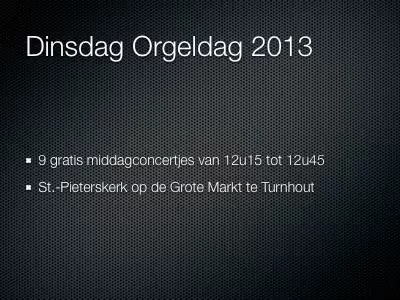 Dinsdag Orgeldag 2013
9 gratis middagconcertjes van 12u15 tot 12u45
St.-Pieterskerk op de Grote Markt te Turnhout